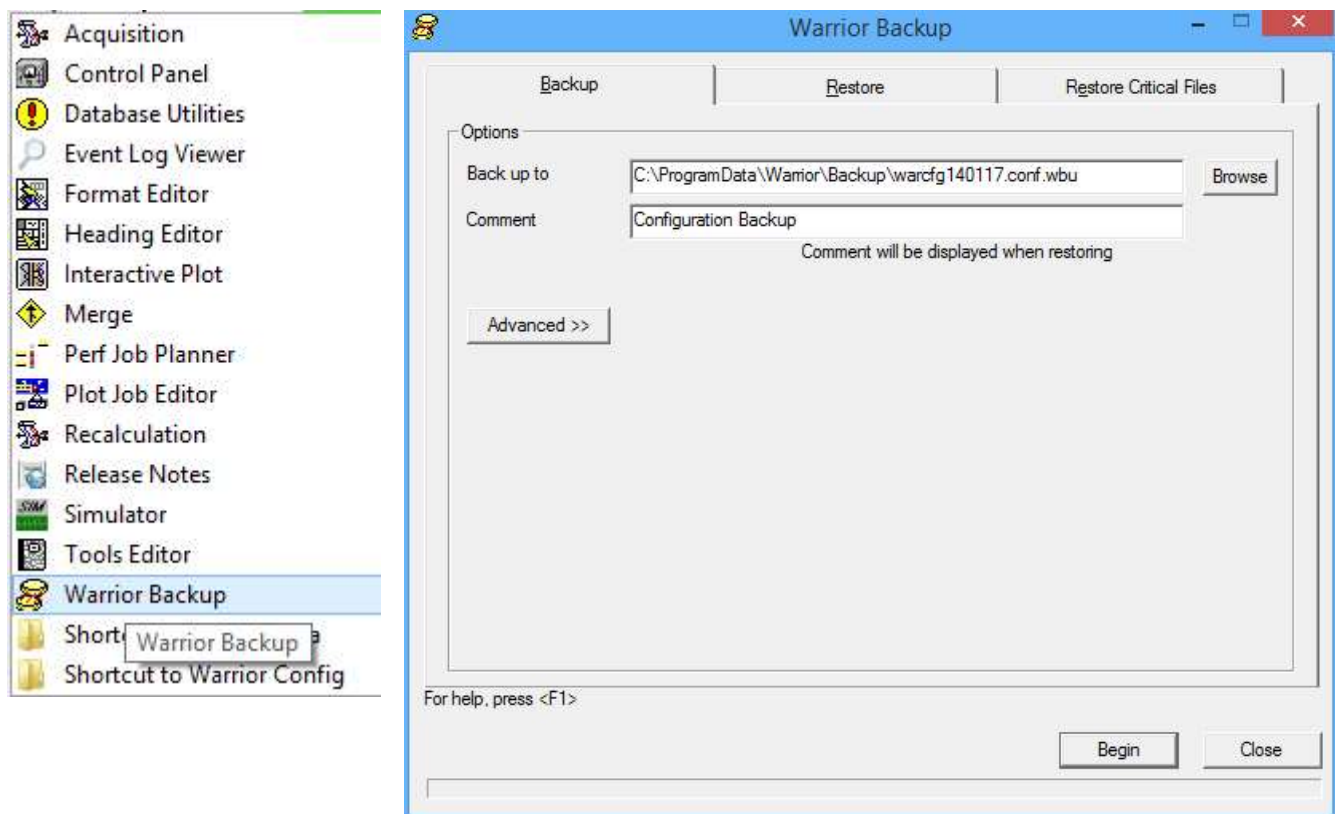 Acquisition
Control Panel
Database Utilities
Event Log Viewer
Format Editor
Heading Editor
Interactive Plot
Merge
Perf Job Planner
Plot Job Editor
Recalculation
Release Notes
SIM Simulator
Tools Editor
Warrior Backup
Warrior Backup
Shortcut to Warrior Config
Warrior Backup
Backup Restore Restore Critical Files
Options
Back up to C:\ProgramData\Warrior\Backup\warcfg140117.conf.wbu Browse
Comment Configuration Backup
Comment will be displayed when restoring
Advanced >>
For help, press <F1>
Begin Close